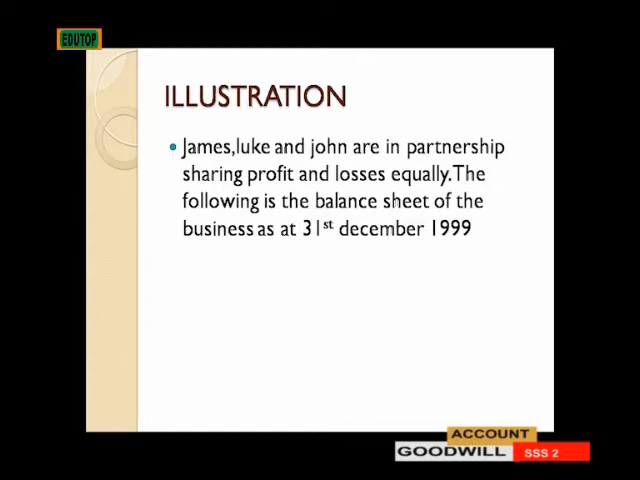 EDUTOP
ILLUSTRATION
• James,luke and john are in partnership
sharing profit and losses equally.The
following is the balance sheet of the
business as at 31st december 1999
ACCOUNT
GOODWILL SSS 2